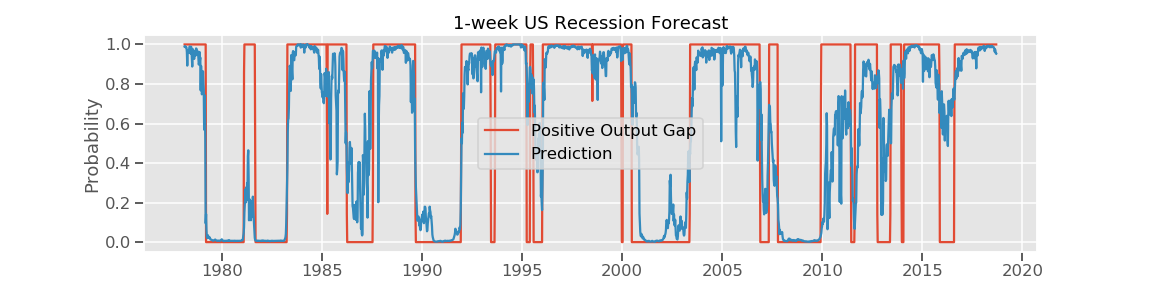 1-week US Recession Forecast
Probability
1.0
0.8
0.6
0.4
0.2
0.0
Positive Output Gap
Prediction
1980 1985 1990 1995 2000 2005 2010 2015 2020